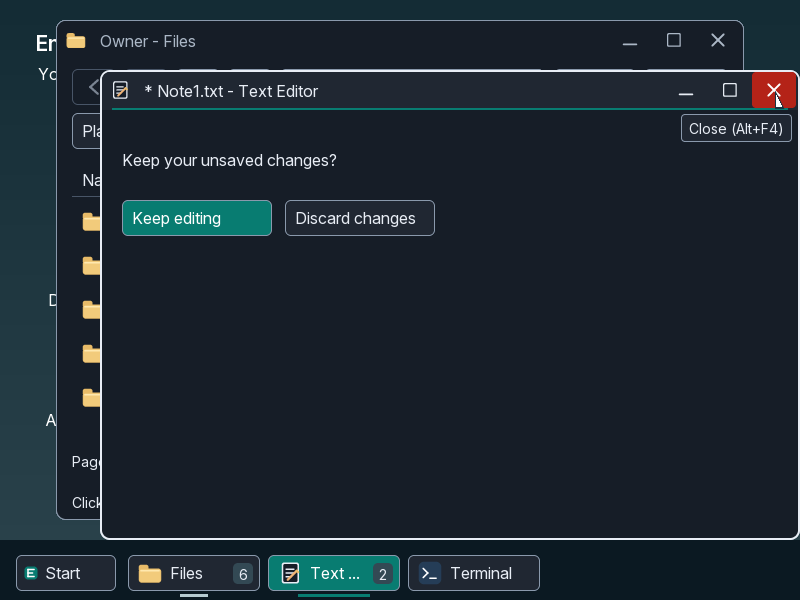 Owner - Files
* Note1.txt - Text Editor
Close (Alt+F4)
Keep your unsaved changes?
Keep editing
Discard changes
Start
Files
6
Text ...
2
Terminal